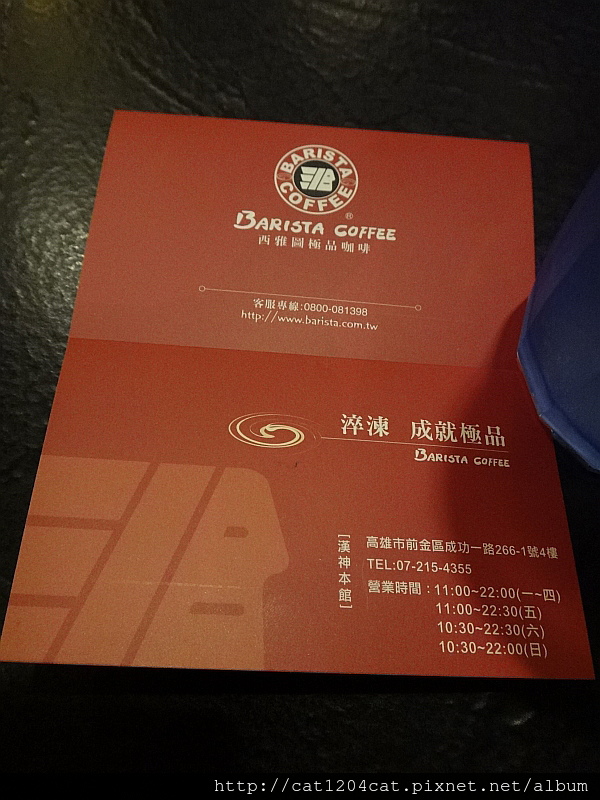 BARISTA
COFFEE
®
BARISTA COFFEE
西雅圖極品咖啡
客服專線:0800-081398
http://www.barista.com.tw
淬湅 成就極品
BARISTA COFFEE
[漢神本館]
高雄市前金區成功一路266-1號4樓
TEL:07-215-4355
營業時間：11:00~22:00(一~四)
11:00~22:30(五)
10:30~22:30(六)
10:30~22:00(日)
http://cat1204cat.pixnet.net/album